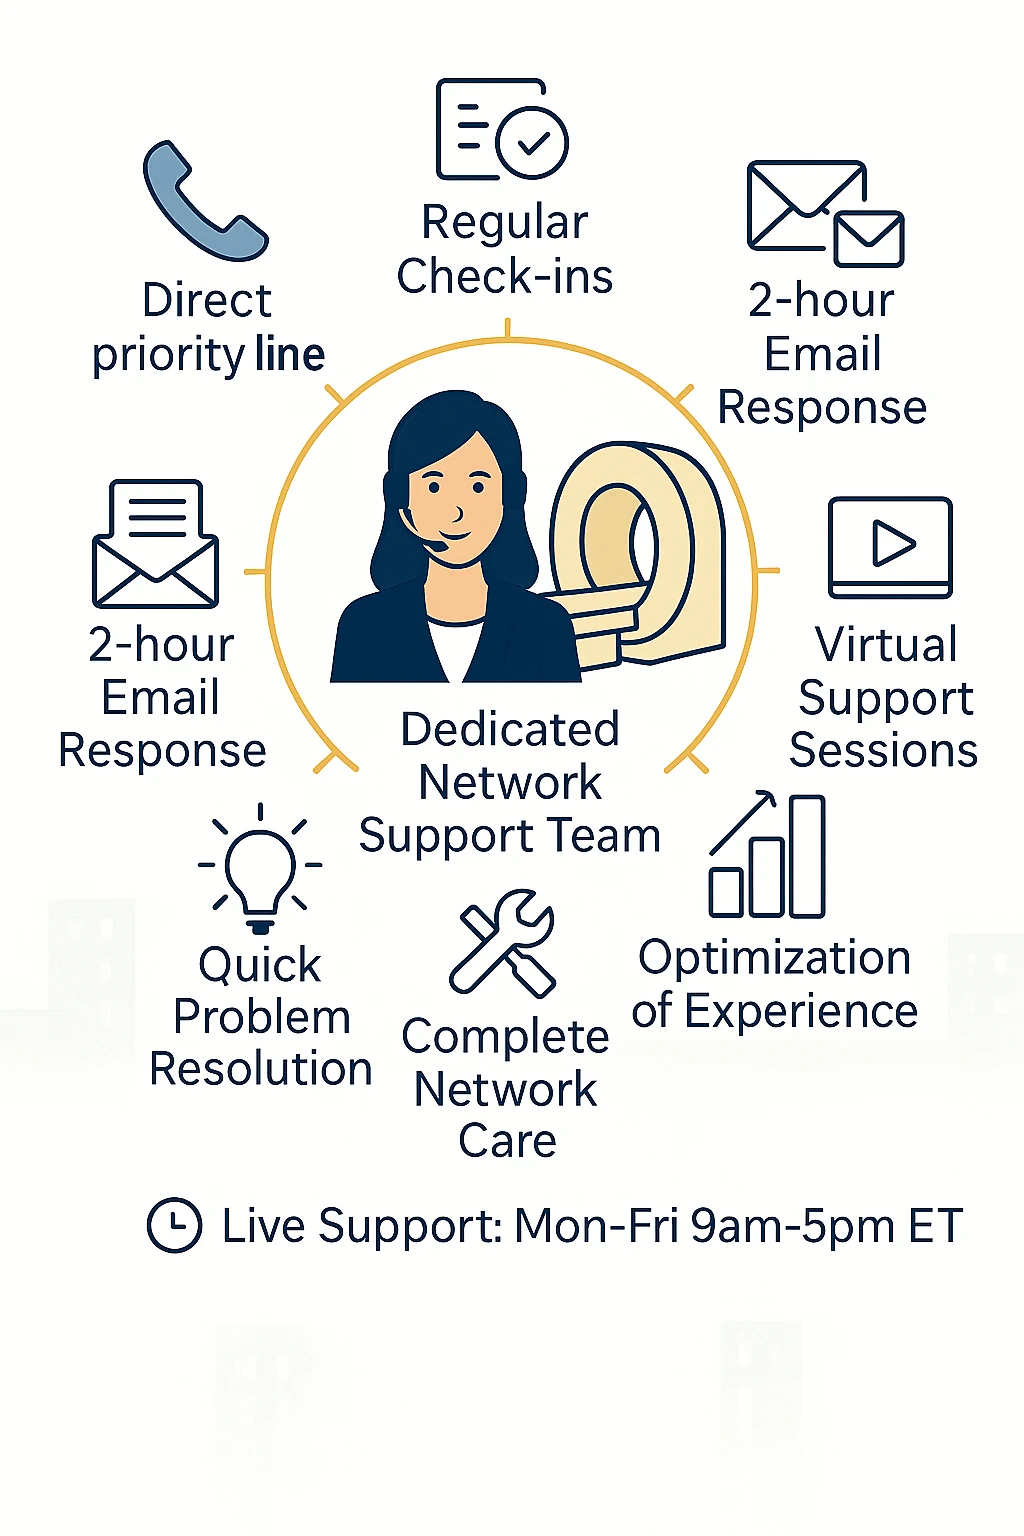 Regular
Check-ins
Direct
priority line
2-hour
Email
Response
2-hour
Email
Response
Virtual
Support
Sessions
Dedicated
Network
Support Team
Quick
Problem
Resolution
Optimization
of Experience
Complete
Network
Care
Live Support: Mon-Fri 9am-5pm ET